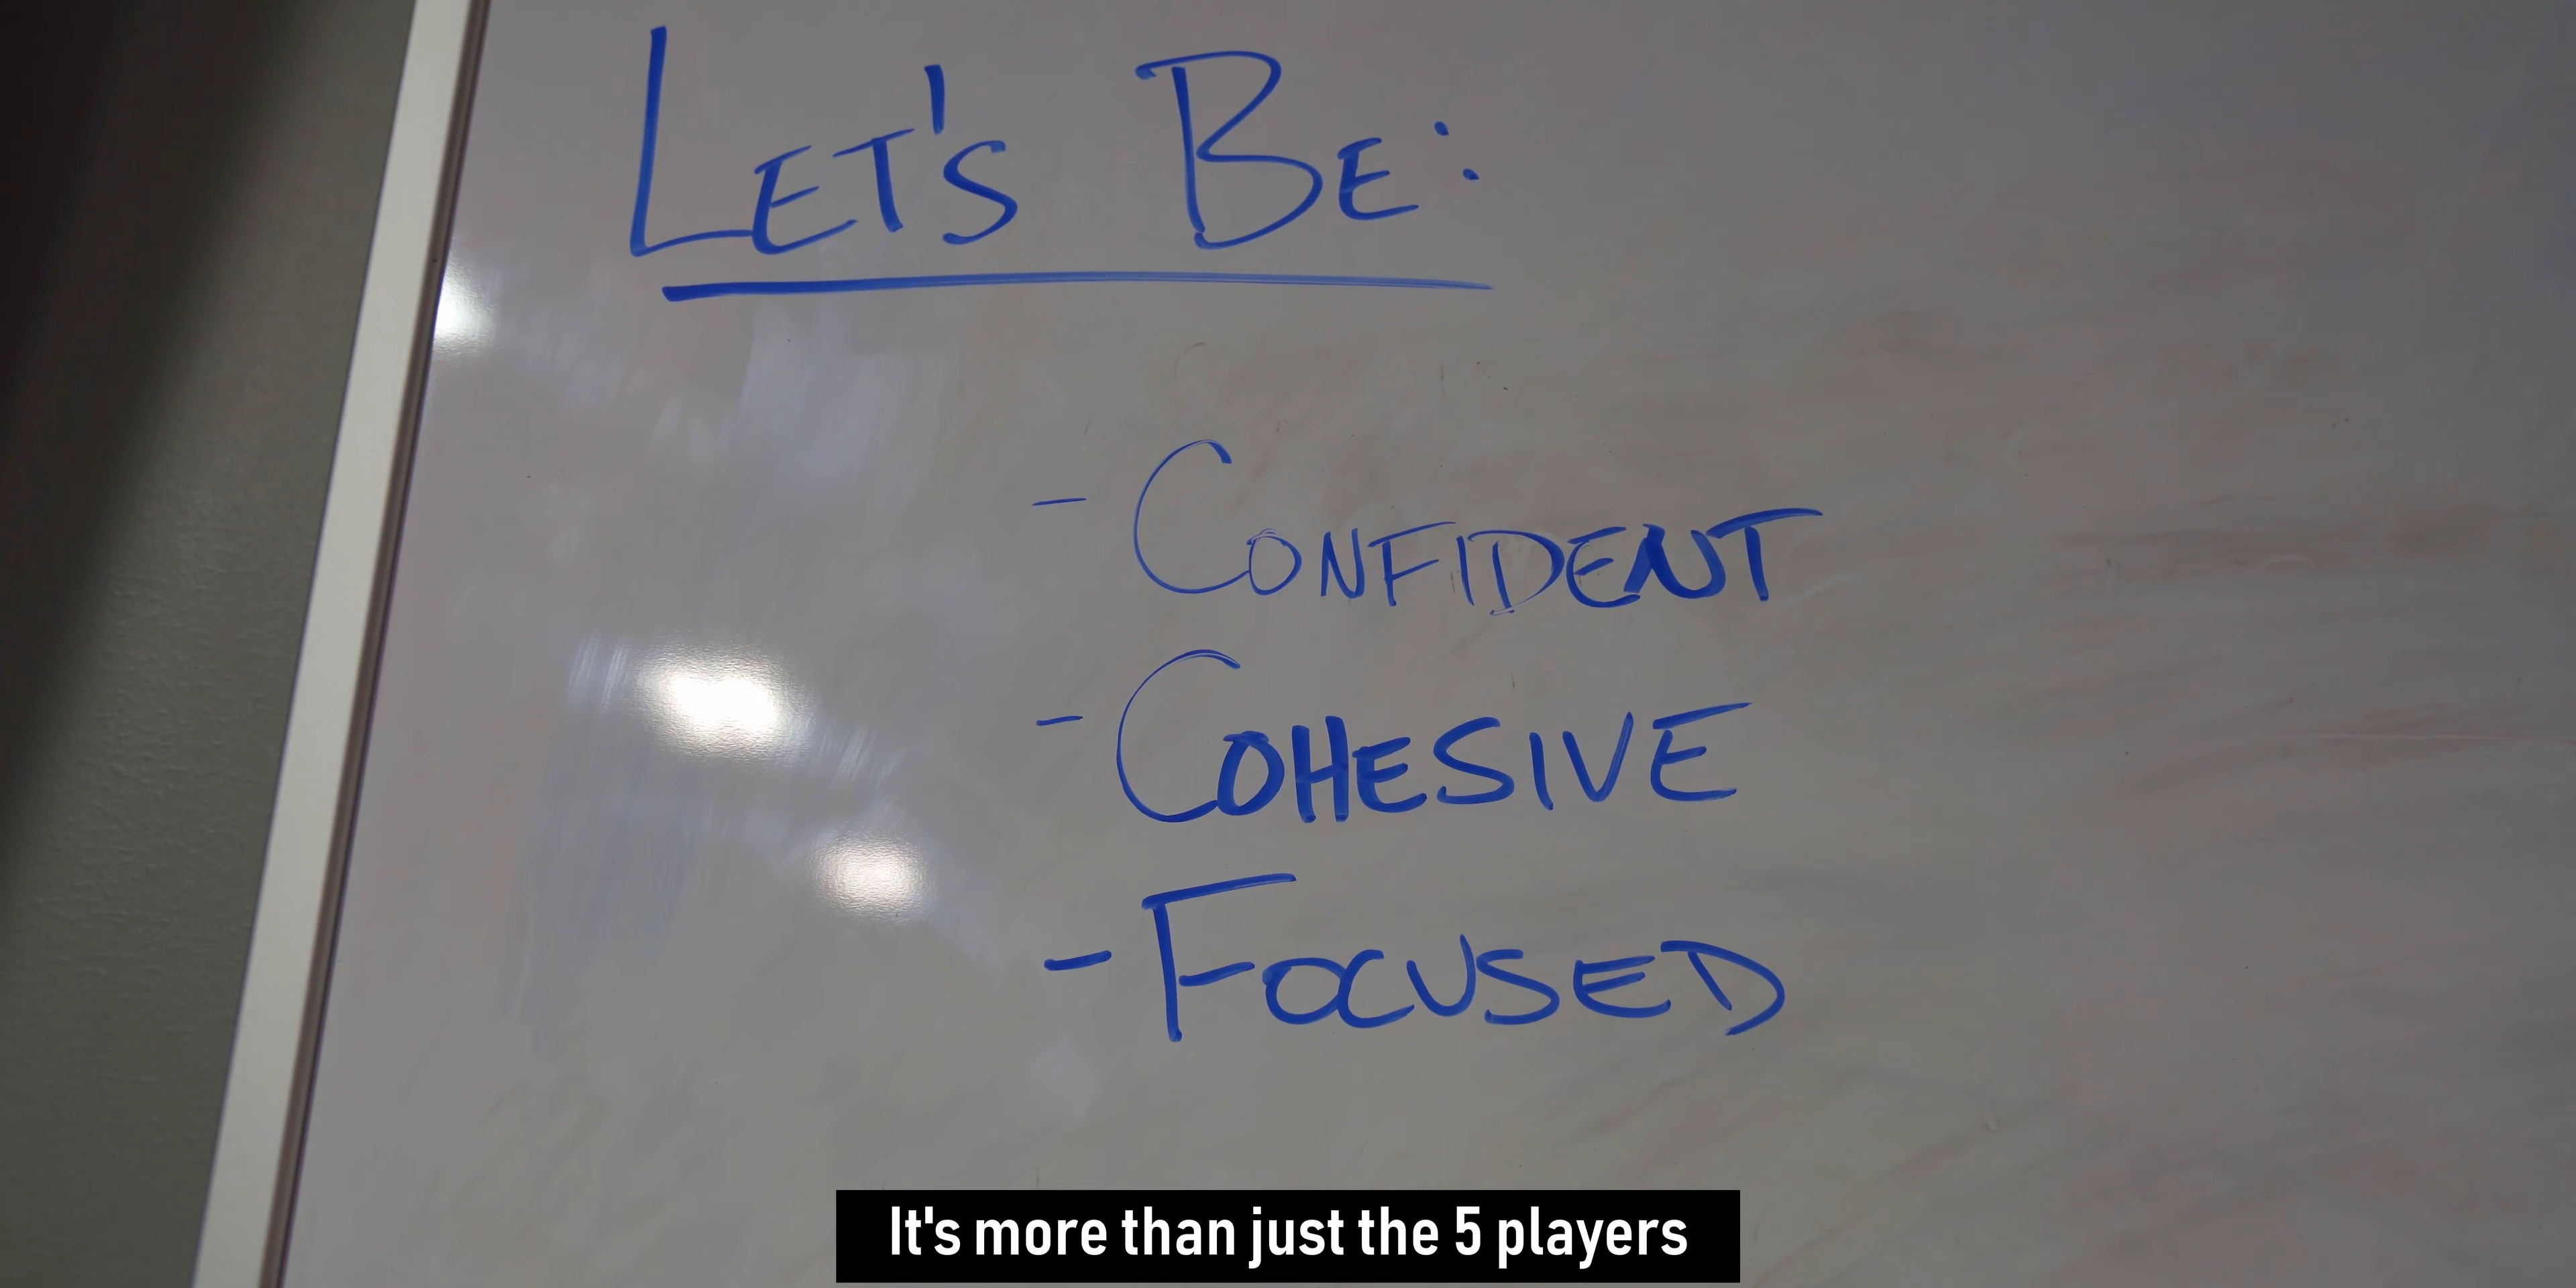 LET'S BE:
- CONFIDENT
- COHESIVE
- FOCUSED
It's more than just the 5 players